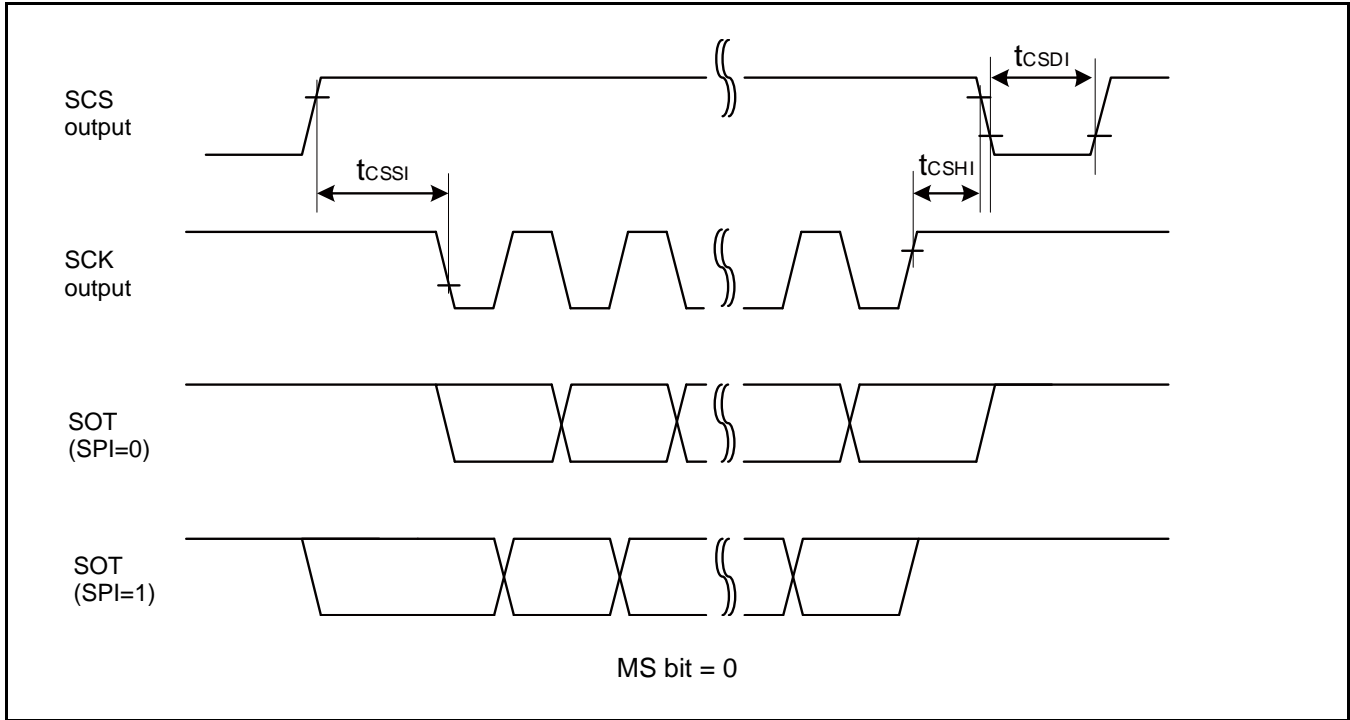 SCS
output
tCSDI
tCSSI
tCSHI
SCK
output
SOT
(SPI=0)
SOT
(SPI=1)
MS bit = 0